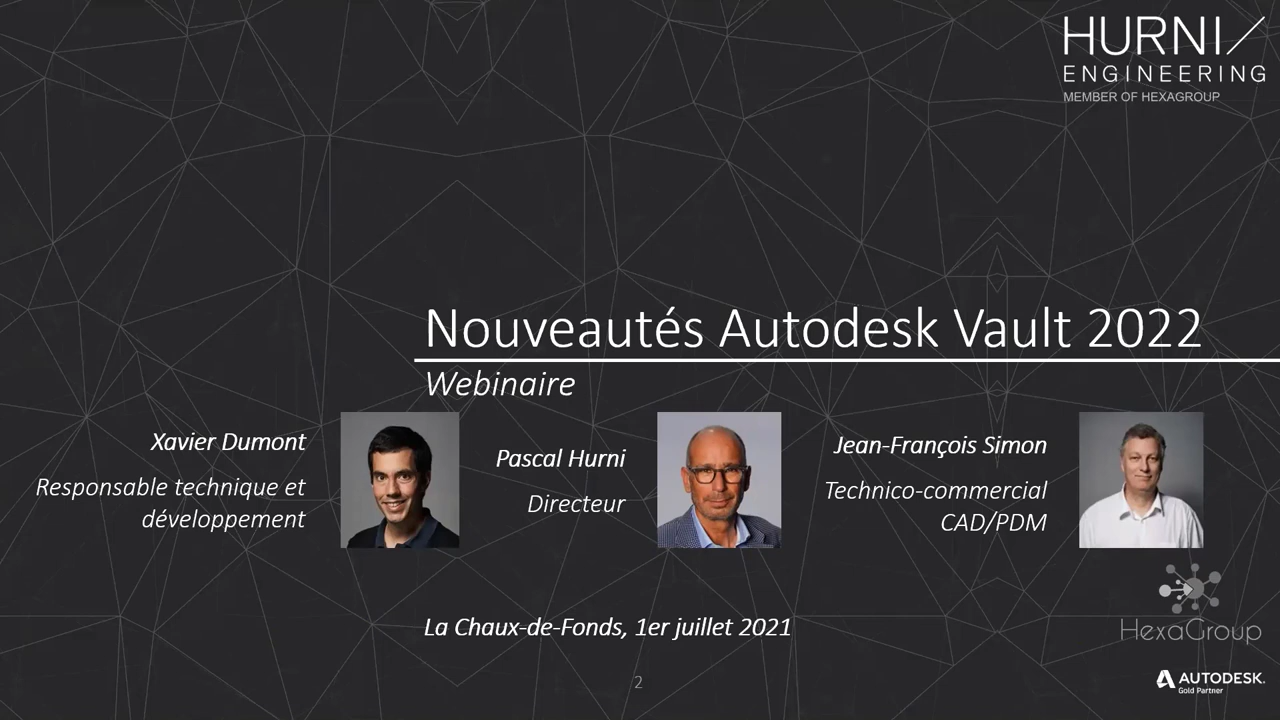 HURNI/
ENGINEERING
MEMBER OF HEXAGROUP
Nouveautés Autodesk Vault 2022
Webinaire
Xavier Dumont
Responsable technique et
développement
Pascal Hurni
Directeur
Jean-François Simon
Technico-commercial
CAD/PDM
La Chaux-de-Fonds, 1er juillet 2021
HexaGroup
2
AUTODESK.
Gold Partner